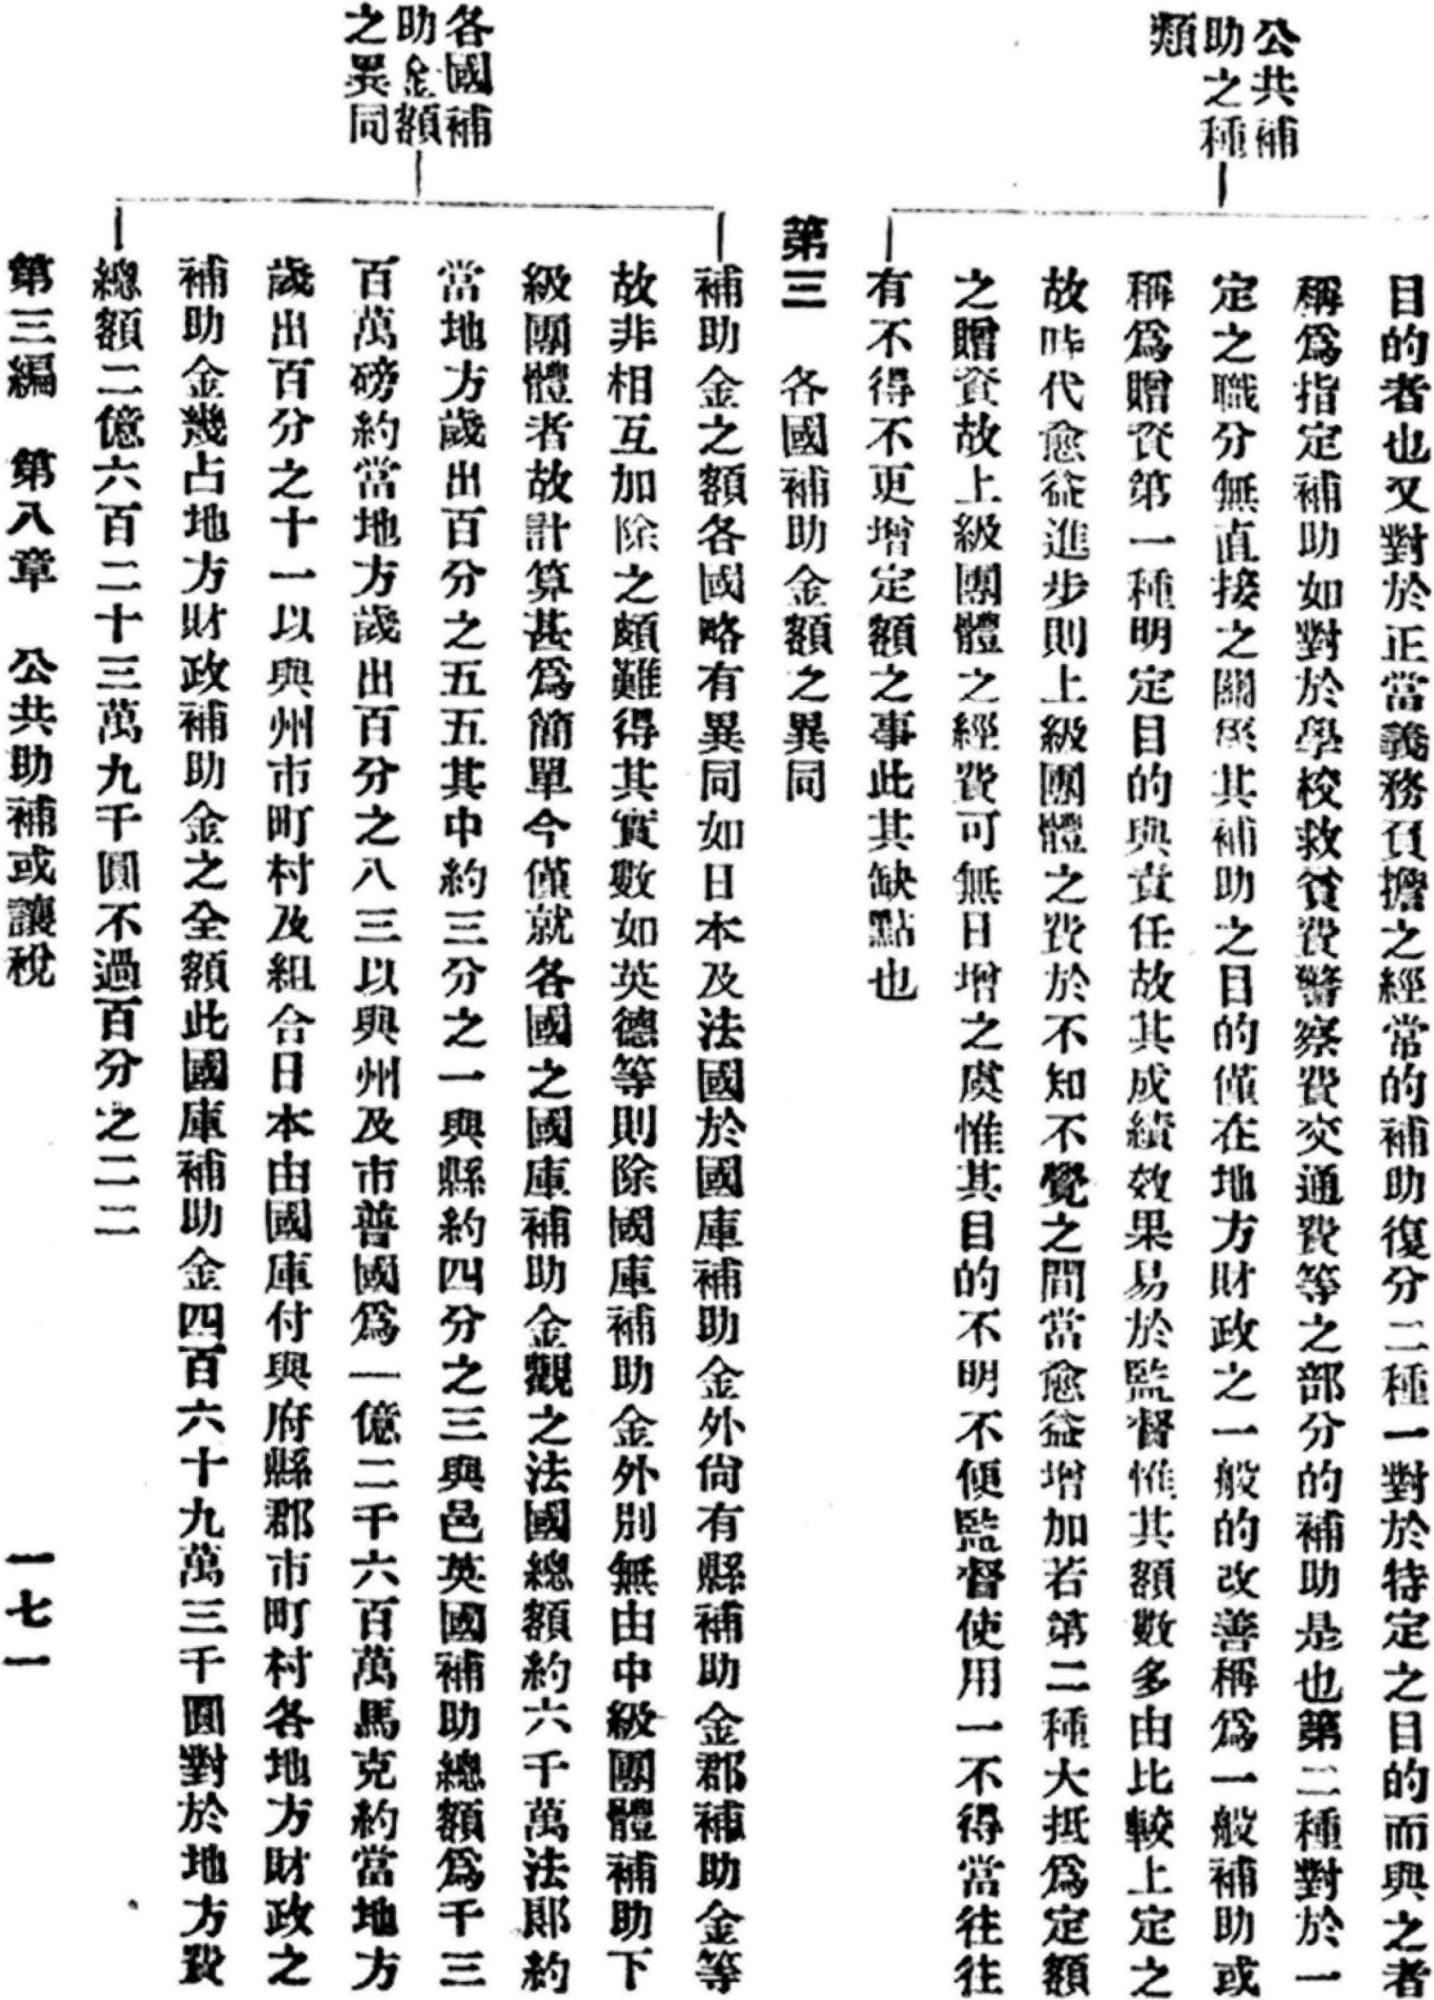 公共補
助之種
類
目的者也又對於正當義務負擔之經常的補助復分二種一對於特定之目的而與之者
稱爲指定補助如對於學校救貧費警察費交通費等之部分的補助是也第二種對於一
定之職分無直接之關係其補助之目的僅在地方財政之一般的改善稱爲一般補助或
稱爲贈資第一種明定目的與責任故其成績效果易於監督惟其額數多由比較上定之
故時代愈益進步則上級團體之費於不知不覺之間當愈益增加若第二種大抵爲定額
之贈資故上級團體之經費可無日增之虞惟其目的不明不便監督使用一不得當往往
有不得不更增定額之事此其缺點也
第三　各國補助金額之異同
各國補
助金額
之異同
補助金之額各國略有異同如日本及法國於國庫補助金外尙有縣補助金郡補助金等
故非相互加除之頗難得其實數如英德等則除國庫補助金外別無由中級團體補助下
級團體者故計算甚爲簡單今僅就各國之國庫補助金觀之法國總額約六千萬法郎約
當地方歲出百分之五五其中約三分之一與縣約四分之三與邑英國補助總額爲千三
百萬磅約當地方歲出百分之八三以與州及市普國爲一億二千六百萬馬克約當地方
歲出百分之十一以與州市町村及組合日本由國庫付與府縣郡市町村各地方財政之
補助金幾占地方財政補助金之全額此國庫補助金四百六十九萬三千圓對於地方費
總額二億六百二十三萬九千圓不過百分之二二
第三編　第八章　公共助補或讓稅　一七一